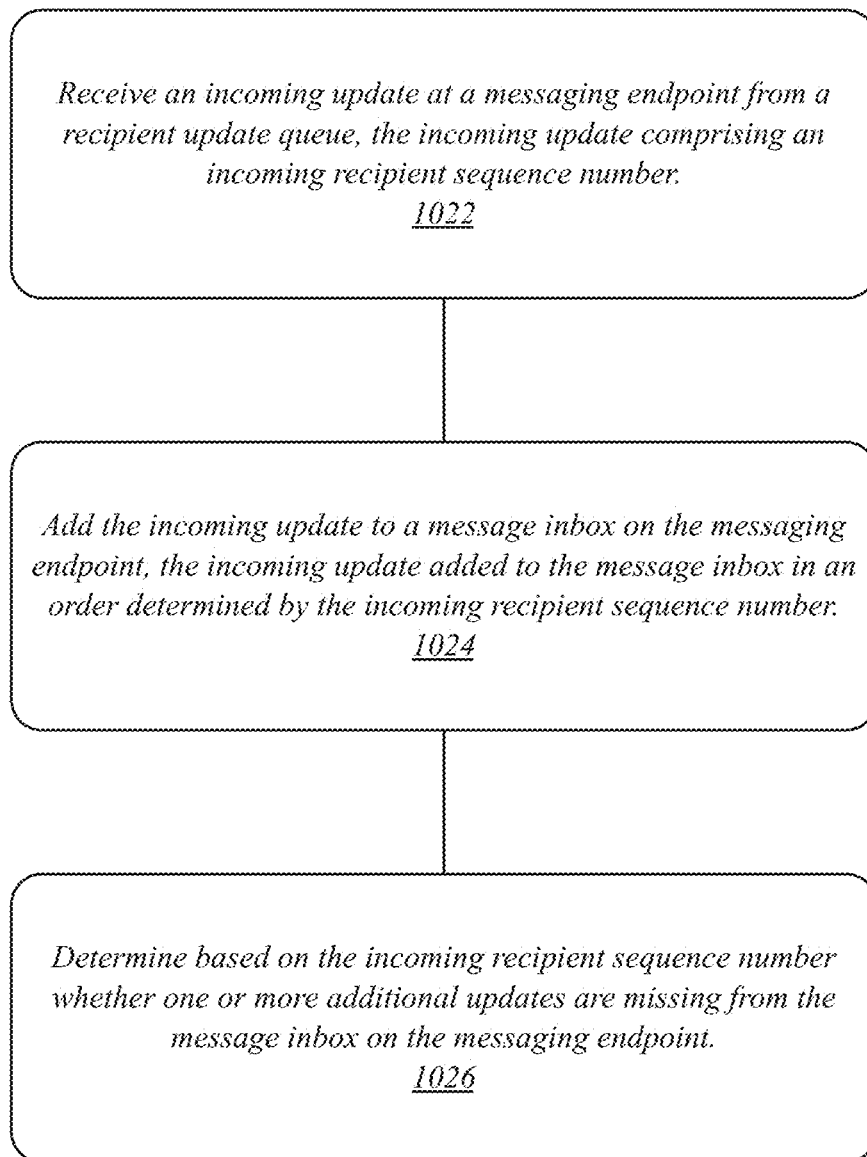 Receive an incoming update at a messaging endpoint from a
recipient update queue, the incoming update comprising an
incoming recipient sequence number.
1022
Add the incoming update to a message inbox on the messaging
endpoint, the incoming update added to the message inbox in an
order determined by the incoming recipient sequence number.
1024
Determine based on the incoming recipient sequence number
whether one or more additional updates are missing from the
message inbox on the messaging endpoint.
1026